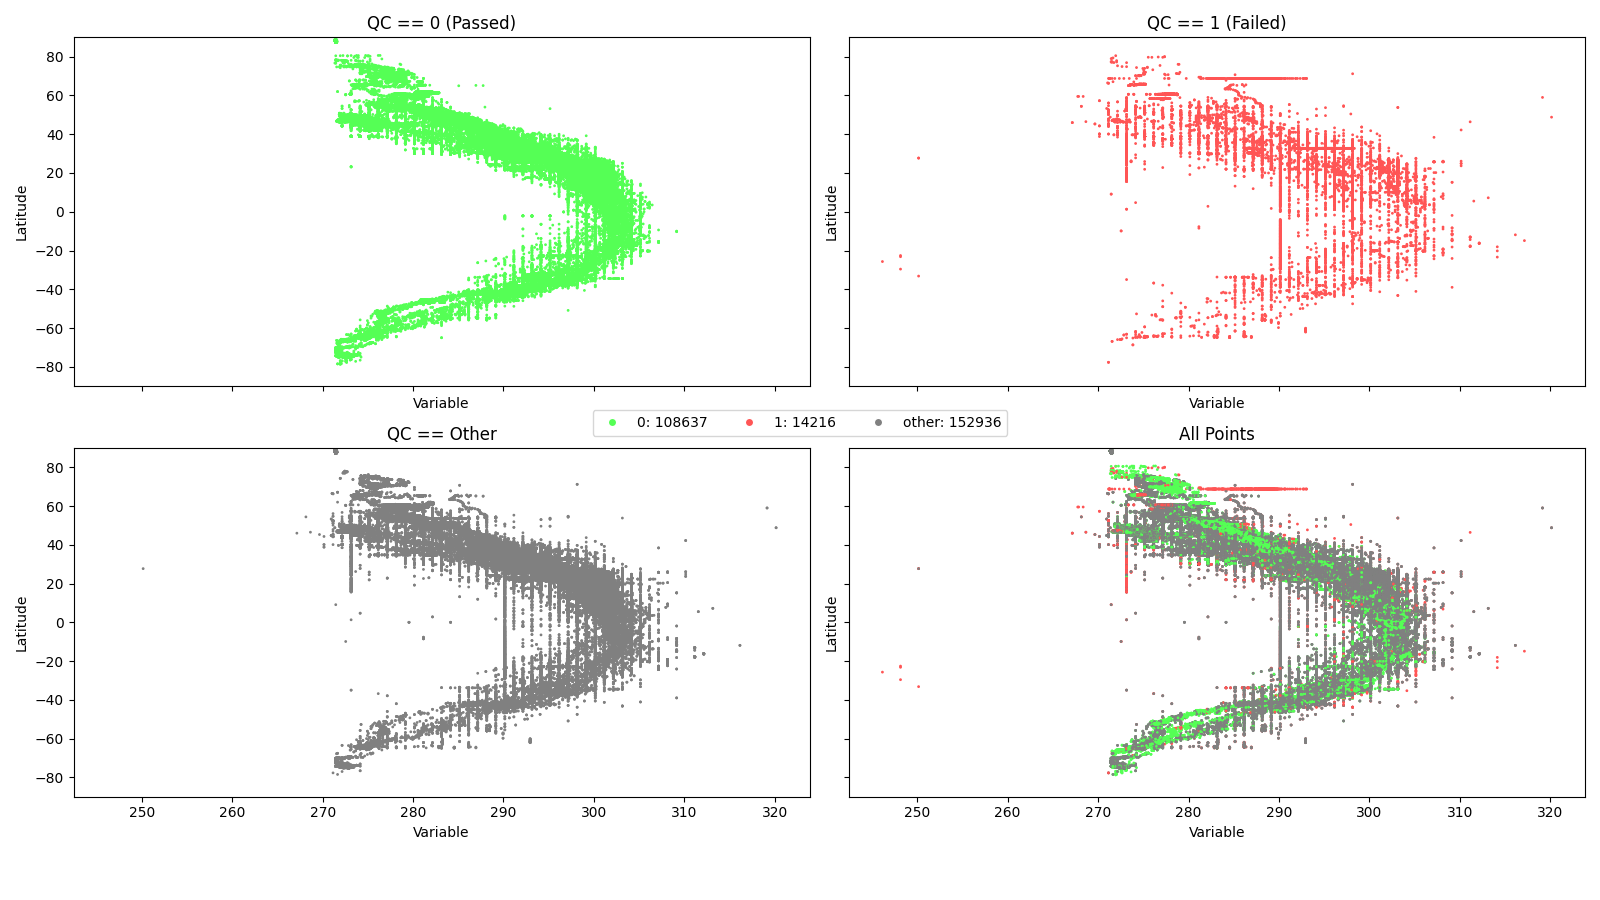 QC == 0 (Passed)
QC == 1 (Failed)
80
60
40
20
0
−20
−40
−60
−80
Latitude
Latitude
Variable
Variable
0: 108637 1: 14216 other: 152936
QC == Other
All Points
80
60
40
20
0
−20
−40
−60
−80
Latitude
Latitude
250 260 270 280 290 300 310 320
250 260 270 280 290 300 310 320
Variable
Variable